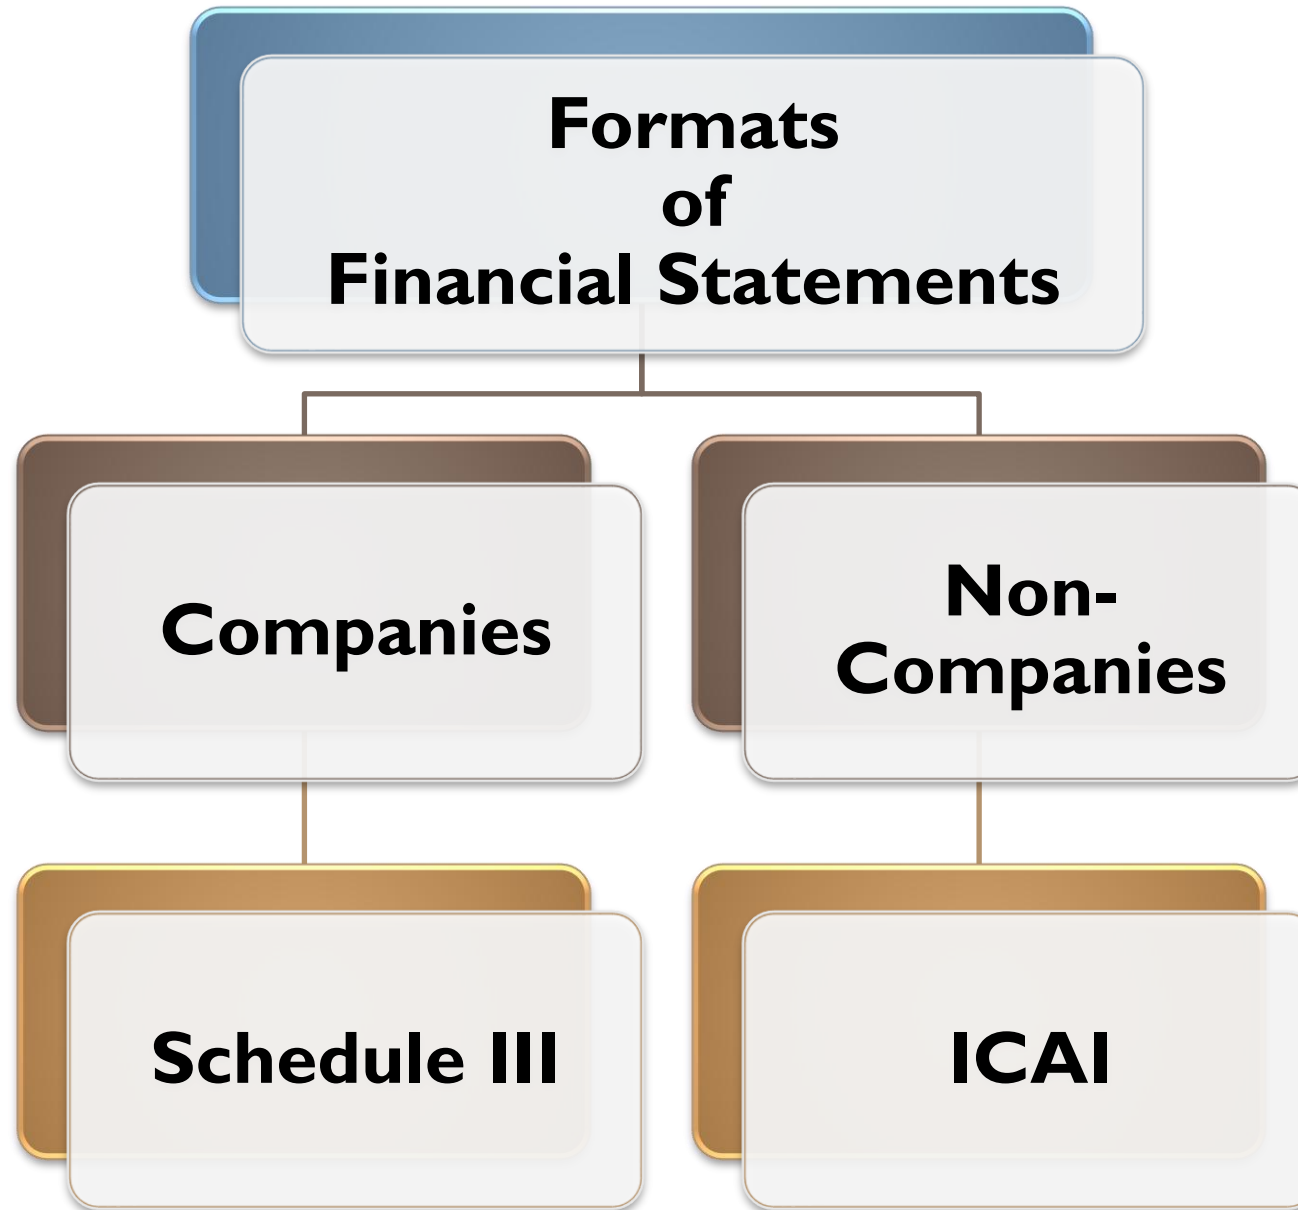 Formats
of
Financial Statements
Companies
Non-
Companies
Schedule III
ICAI